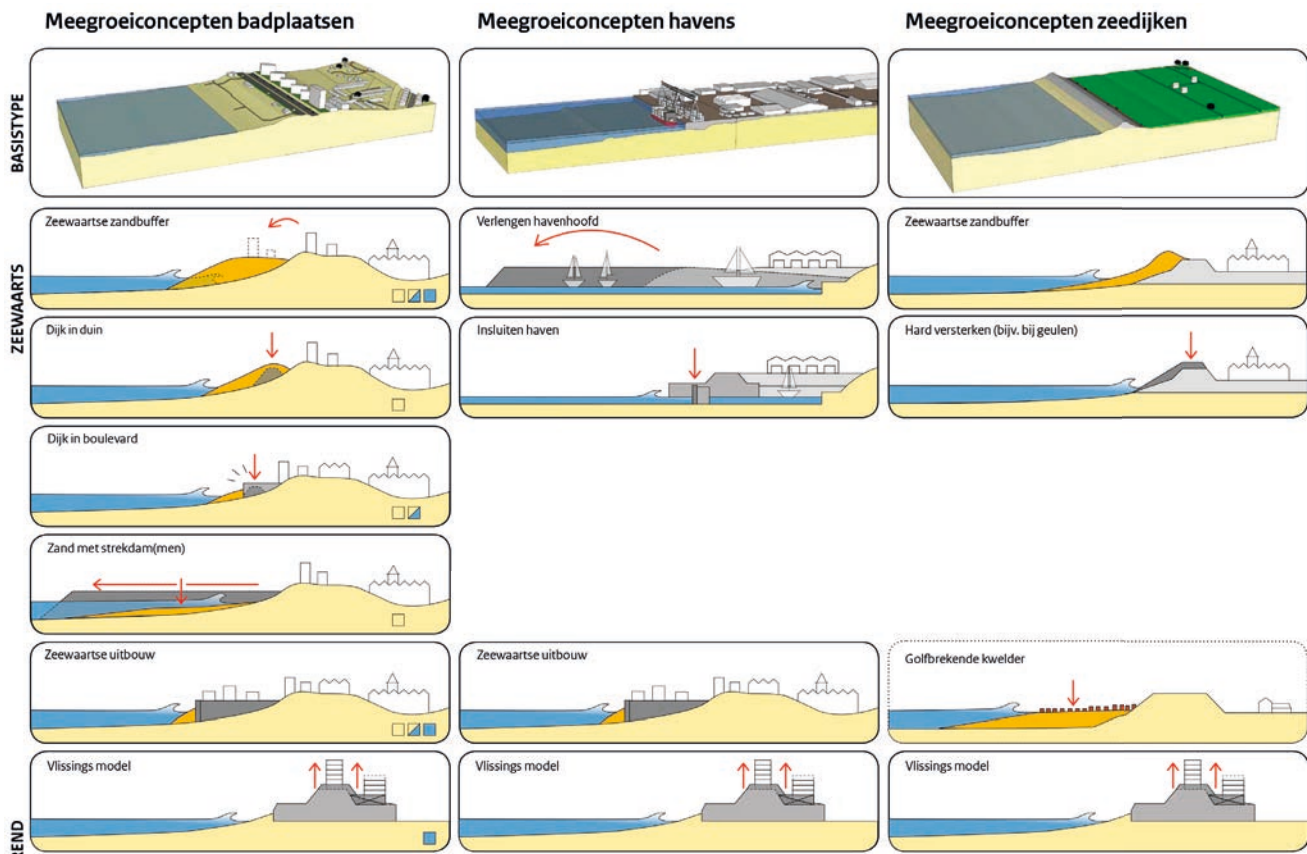 Meegroeiconcepten badplaatsen
Meegroeiconcepten havens
Meegroeiconcepten zeedijken
BASISTYPE
ZEEWAARTS
Zeewaartse zandbuffer
Verlengen havenhoofd
Zeewaartse zandbuffer
Dijk in duin
Insluiten haven
Hard versterken (bijv. bij geulen)
Dijk in boulevard
Zand met strekdam(men)
Zeewaartse uitbouw
Zeewaartse uitbouw
Golfbrekende kwelder
Vlissings model
Vlissings model
Vlissings model